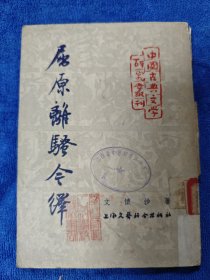 中國古典文學
研究叢刊
屈原離騷今繹
文懷沙 著
上海文藝聯合出版社